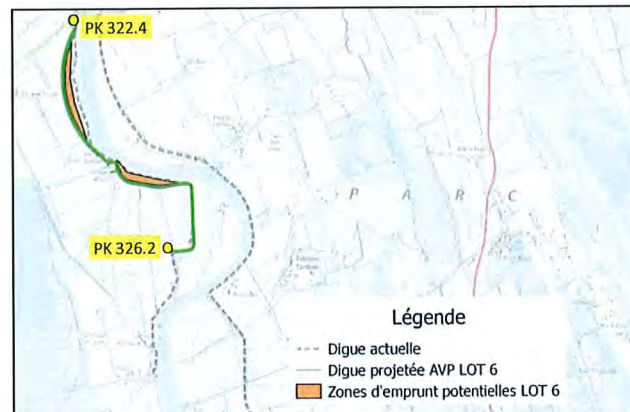 PK 322.4
P A R C
PK 326.2
Légende
Digue actuelle
Digue projetée AVP LOT 6
Zones d'emprunt potentielles LOT 6